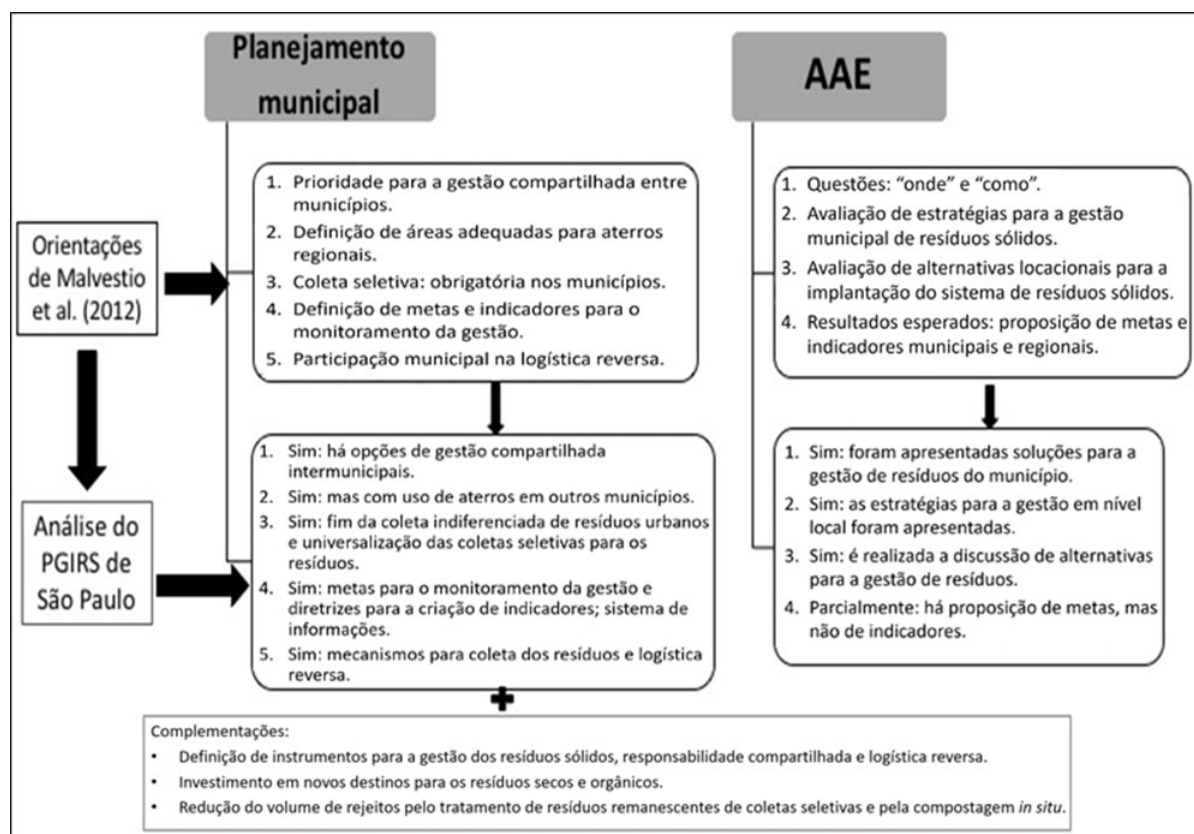 Planejamento
municipal
AAE
Orientações
de Malvestio
et al. (2012)
1. Prioridade para a gestão compartilhada entre
municípios.
2. Definição de áreas adequadas para aterros
regionais.
3. Coleta seletiva: obrigatória nos municípios.
4. Definição de metas e indicadores para o
monitoramento da gestão.
5. Participação municipal na logística reversa.
1. Questões: “onde” e “como”.
2. Avaliação de estratégias para a gestão
municipal de resíduos sólidos.
3. Avaliação de alternativas locacionais para a
implantação do sistema de resíduos sólidos.
4. Resultados esperados: proposição de metas e
indicadores municipais e regionais.
Análise do
PGIRS de
São Paulo
1. Sim: há opções de gestão compartilhada
intermunicipais.
2. Sim: mas com uso de aterros em outros municípios.
3. Sim: fim da coleta indiferenciada de resíduos urbanos
e universalização das coletas seletivas para os
resíduos.
4. Sim: metas para o monitoramento da gestão e
diretrizes para a criação de indicadores; sistema de
informações.
5. Sim: mecanismos para coleta dos resíduos e logística
reversa.
1. Sim: foram apresentadas soluções para a
gestão de resíduos do município.
2. Sim: as estratégias para a gestão em nível
local foram apresentadas.
3. Sim: é realizada a discussão de alternativas
para a gestão de resíduos.
4. Parcialmente: há proposição de metas, mas
não de indicadores.
Complementações:
• Definição de instrumentos para a gestão dos resíduos sólidos, responsabilidade compartilhada e logística reversa.
• Investimento em novos destinos para os resíduos secos e orgânicos.
• Redução do volume de rejeitos pelo tratamento de resíduos remanescentes de coletas seletivas e pela compostagem in situ.